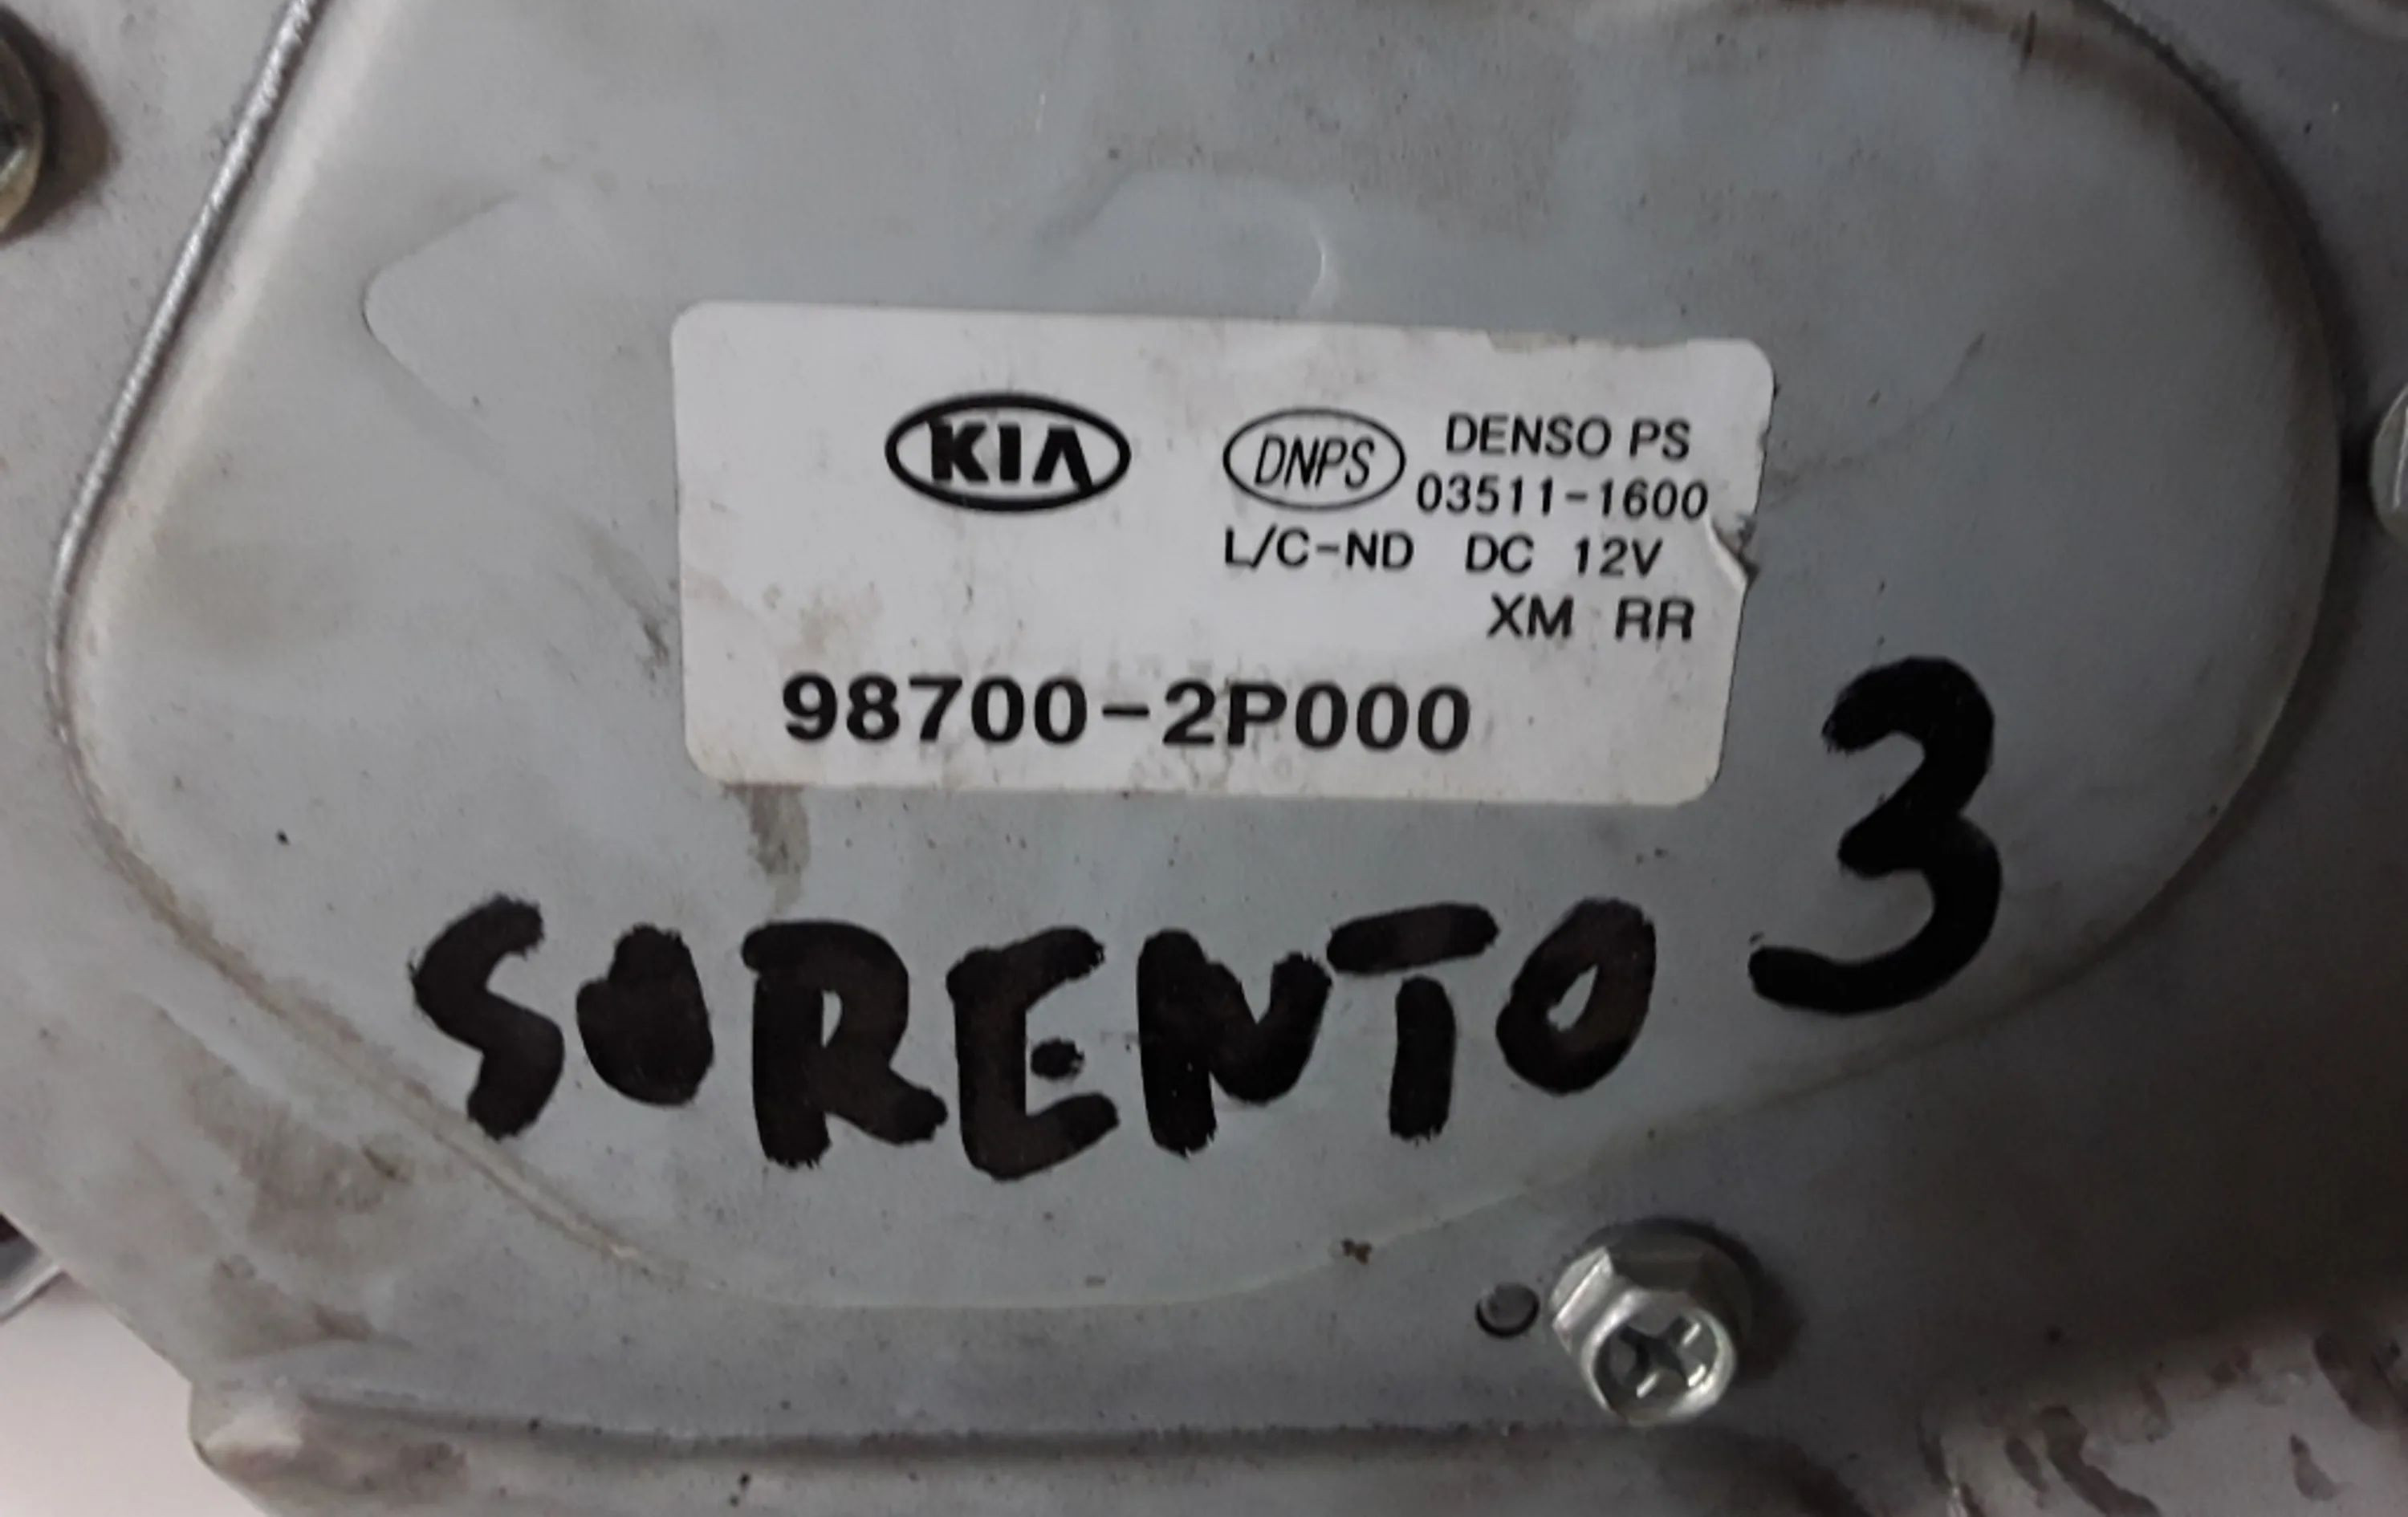 KIA
DNPS
DENSO PS
03511-1600
L/C-ND DC 12V
XM RR
98700-2P000
SORENTO 3